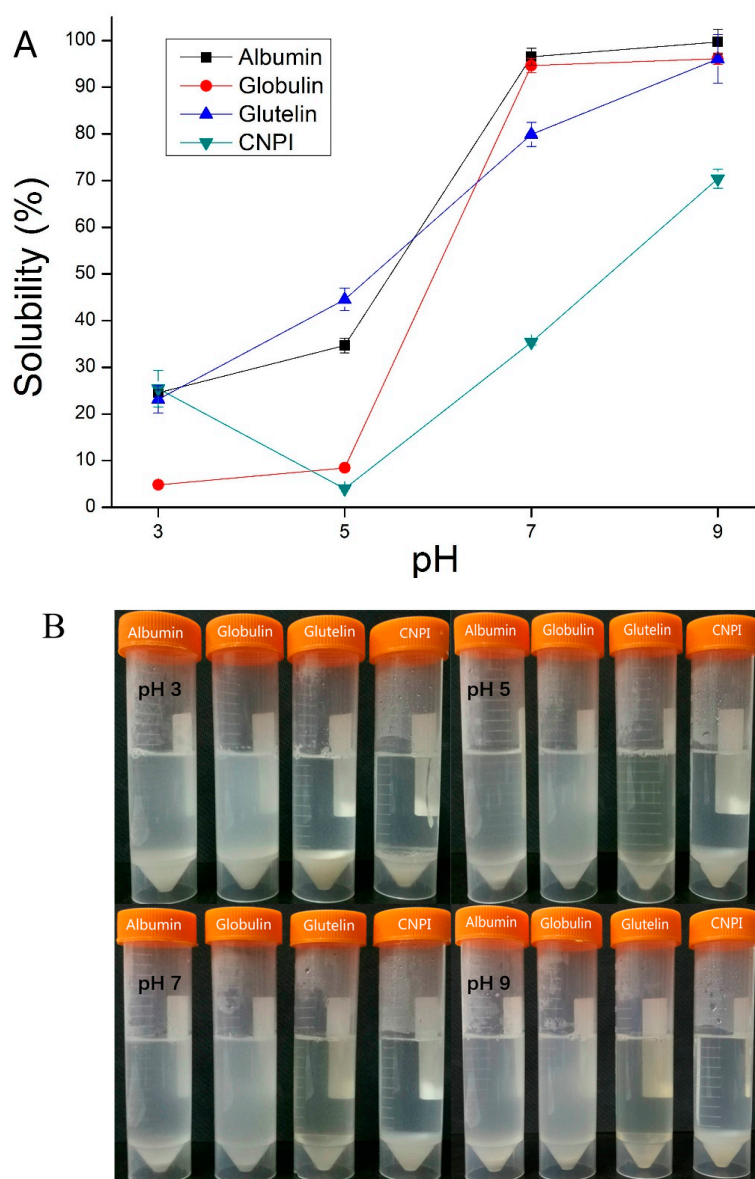 A
Albumin
Globulin
Glutelin
CNPI
Solubility (%)
100
90
80
70
60
50
40
30
20
10
0
3 5 7 9
pH
B
Albumin Globulin Glutelin CNPI Albumin Globulin Glutelin CNPI
pH 3 pH 5
Albumin Globulin Glutelin CNPI Albumin Globulin Glutelin CNPI
pH 7 pH 9